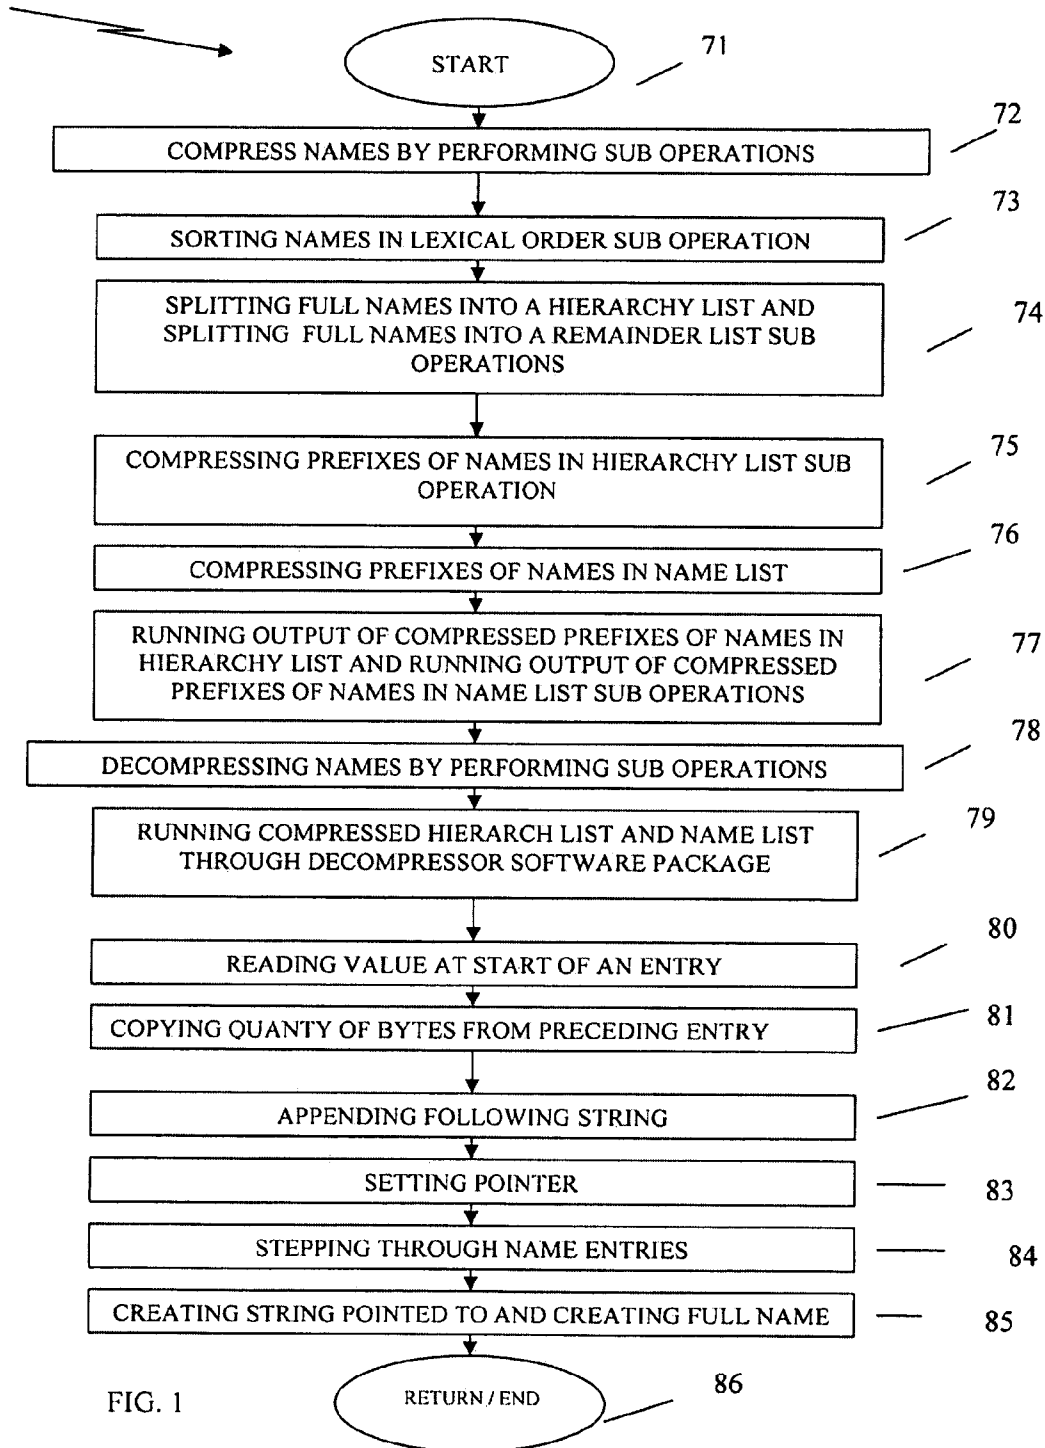 START
71
72
COMPRESS NAMES BY PERFORMING SUB OPERATIONS
73
SORTING NAMES IN LEXICAL ORDER SUB OPERATION
SPLITTING FULL NAMES INTO A HIERARCHY LIST AND
SPLITTING FULL NAMES INTO A REMAINDER LIST SUB
OPERATIONS
74
75
COMPRESSING PREFIXES OF NAMES IN HIERARCHY LIST SUB
OPERATION
76
COMPRESSING PREFIXES OF NAMES IN NAME LIST
RUNNING OUTPUT OF COMPRESSED PREFIXES OF NAMES IN
HIERARCHY LIST AND RUNNING OUTPUT OF COMPRESSED
PREFIXES OF NAMES IN NAME LIST SUB OPERATIONS
77
78
DECOMPRESSING NAMES BY PERFORMING SUB OPERATIONS
RUNNING COMPRESSED HIERARCH LIST AND NAME LIST
THROUGH DECOMPRESSOR SOFTWARE PACKAGE
79
80
READING VALUE AT START OF AN ENTRY
COPYING QUANTY OF BYTES FROM PRECEDING ENTRY
81
82
APPENDING FOLLOWING STRING
SETTING POINTER
83
STEPPING THROUGH NAME ENTRIES
84
CREATING STRING POINTED TO AND CREATING FULL NAME
85
RETURN / END
86
FIG. 1